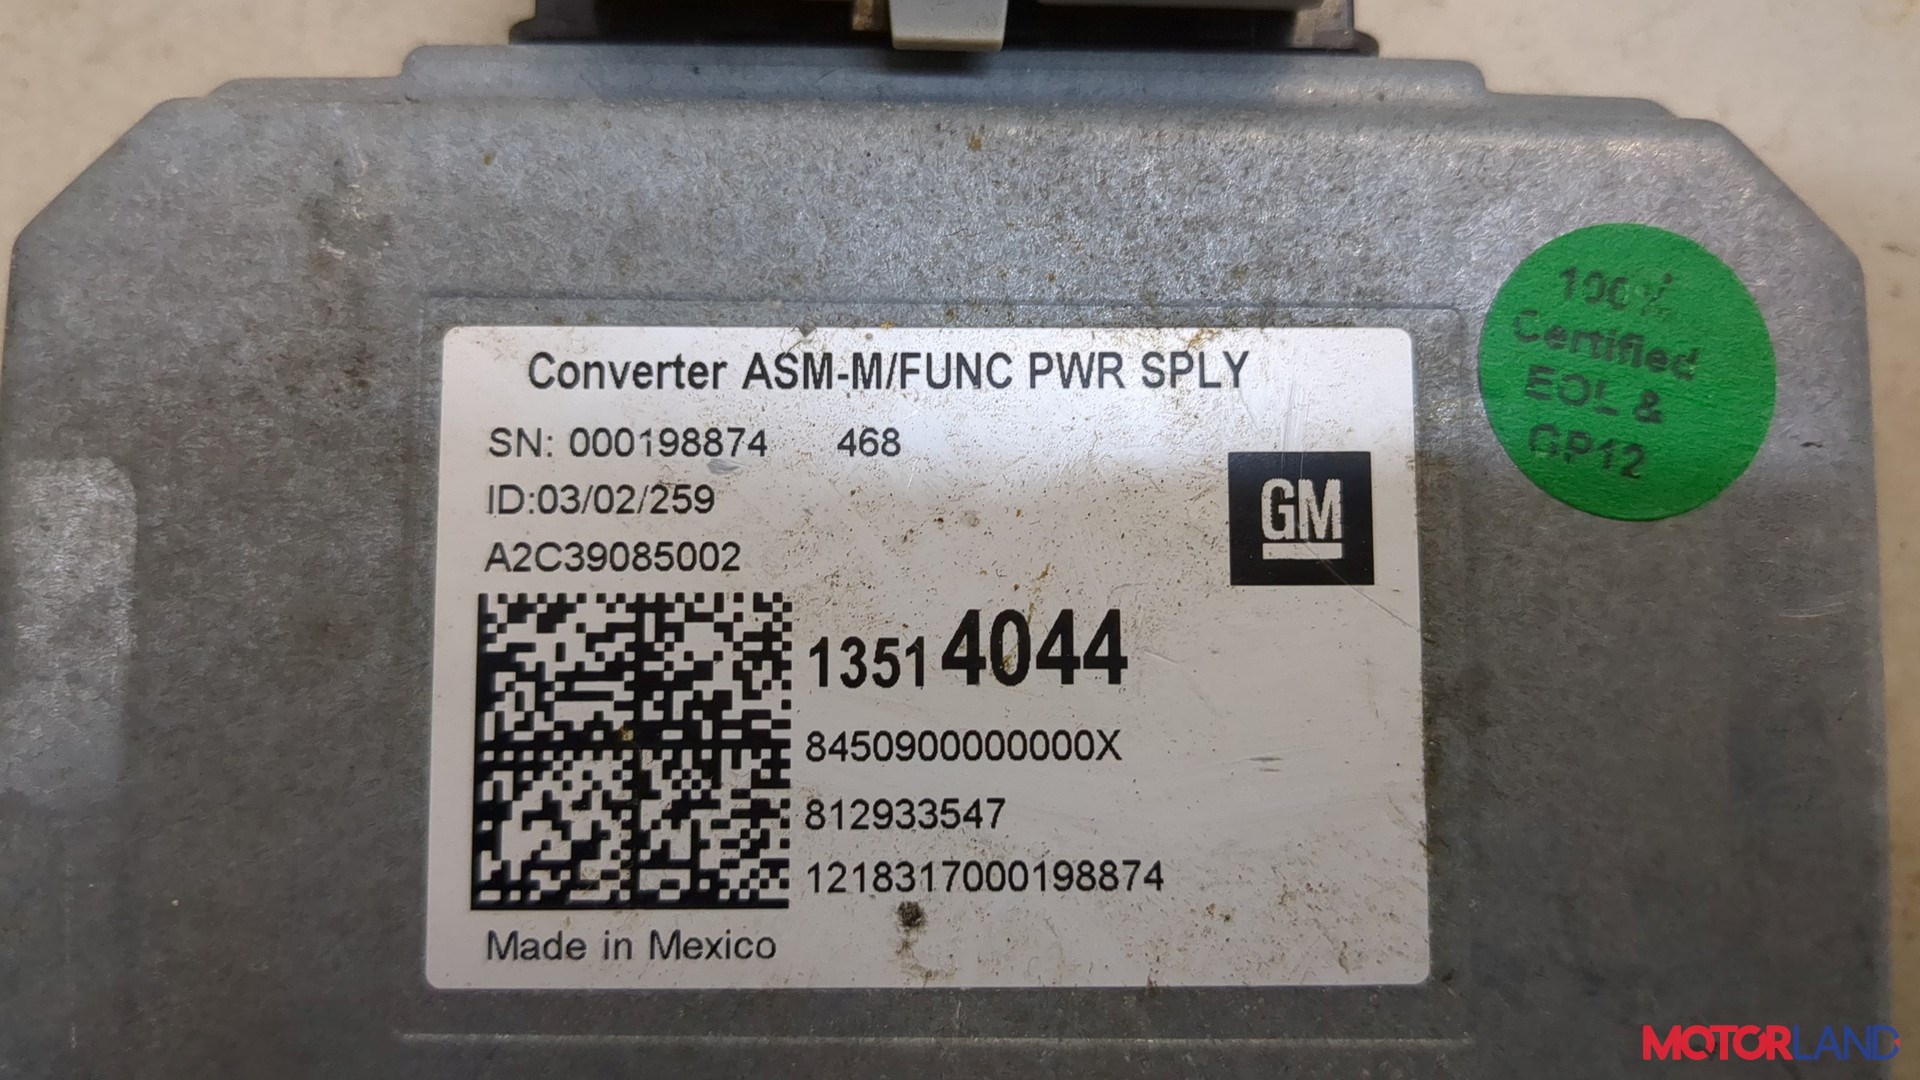 Converter ASM-M/FUNC PWR SPLY
SN: 000198874 468
ID:03/02/259
A2C39085002
GM
13514044
8450900000000X
812933547
1218317000198874
Made in Mexico
100%
Certified
EOL &
GP12
MOTORLAND